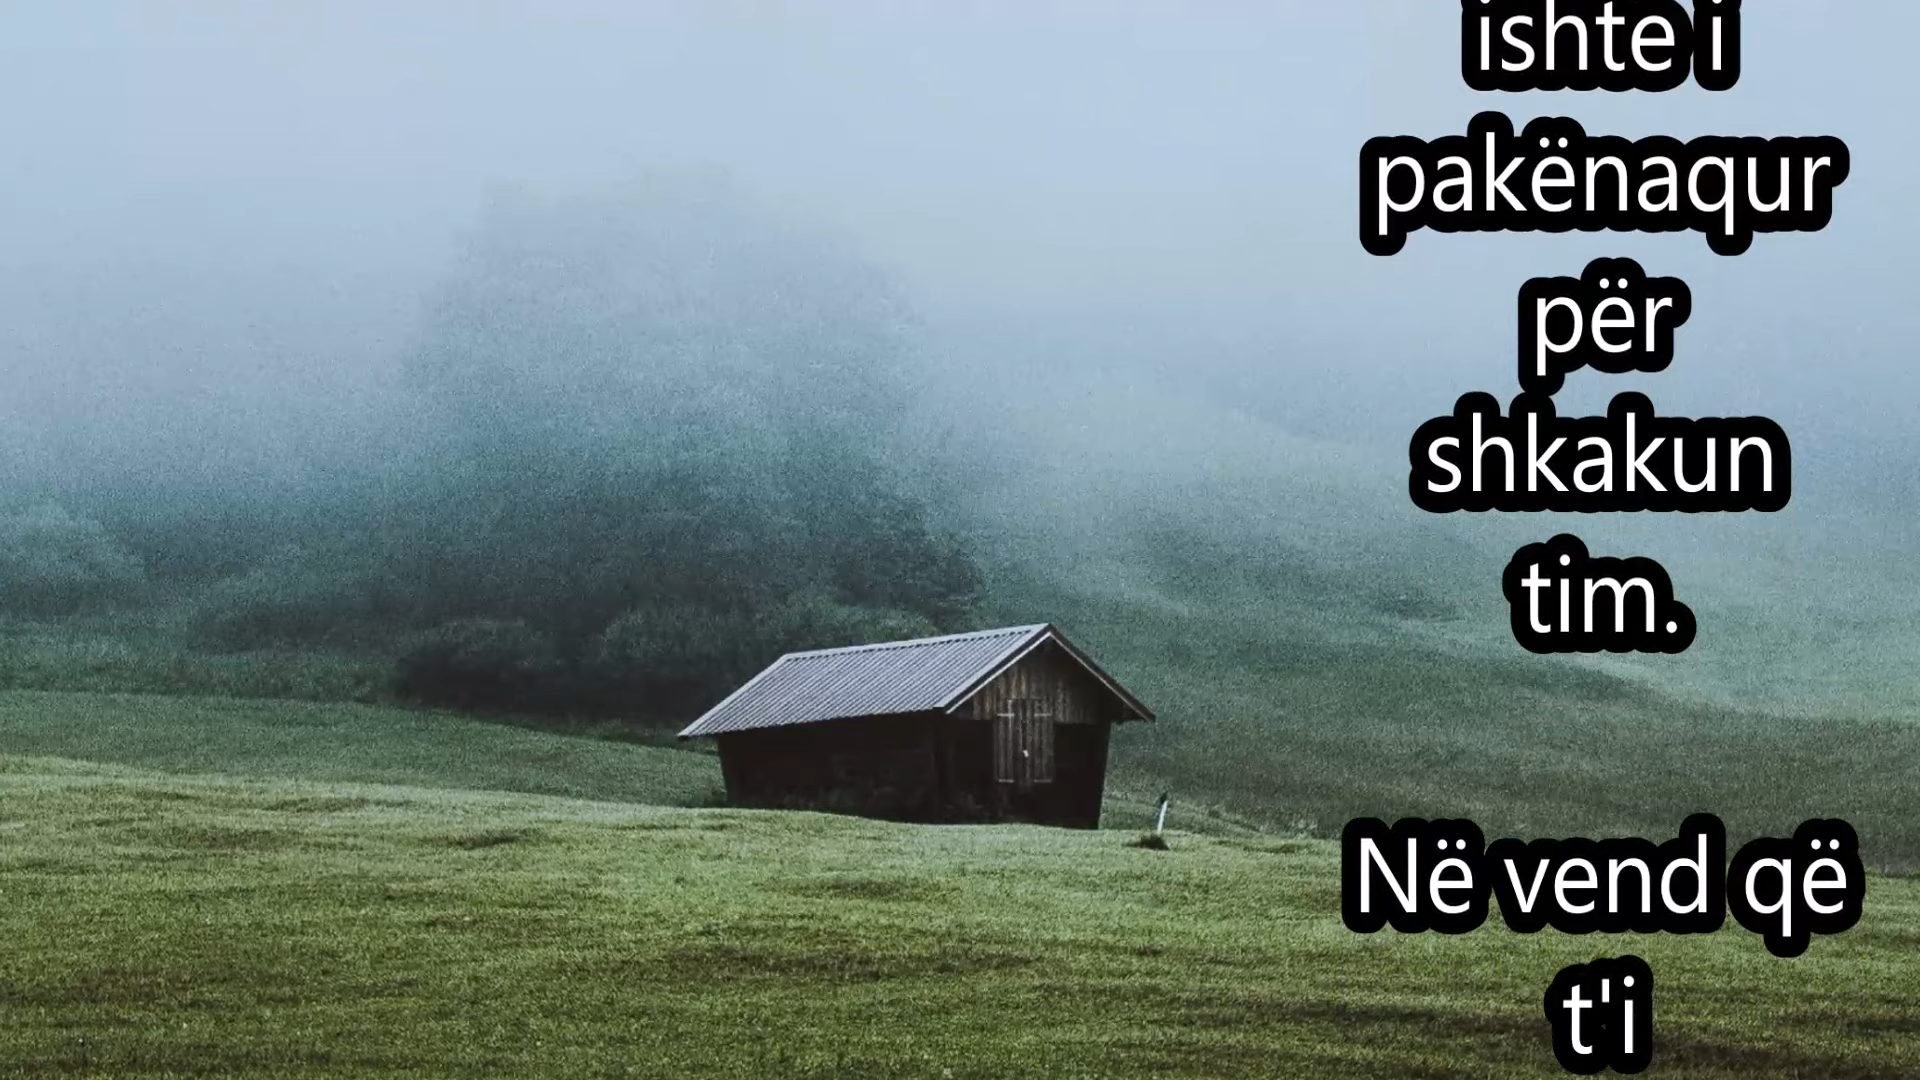 ishte i
pakënaqur
për
shkakun
tim.
Në vend që
t'i